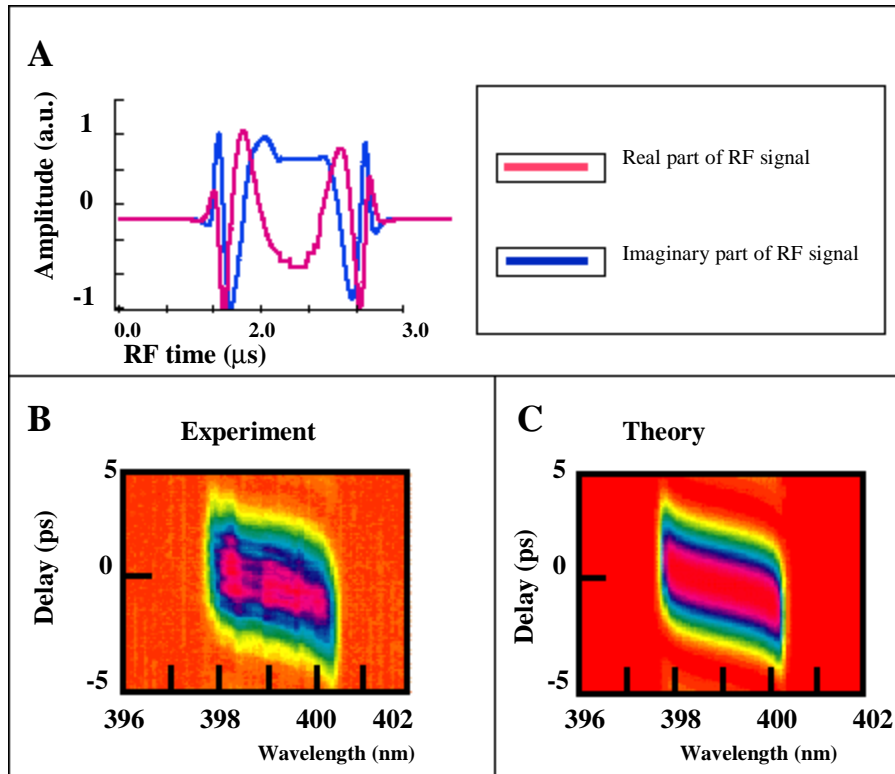 A
Amplitude (a.u.)
1
0
-1
0.0 2.0 3.0
RF time (μs)
Real part of RF signal
Imaginary part of RF signal
B
Experiment
Delay (ps)
5
0
-5
396 398 400 402
Wavelength (nm)
C
Theory
Delay (ps)
5
0
-5
396 398 400 402
Wavelength (nm)